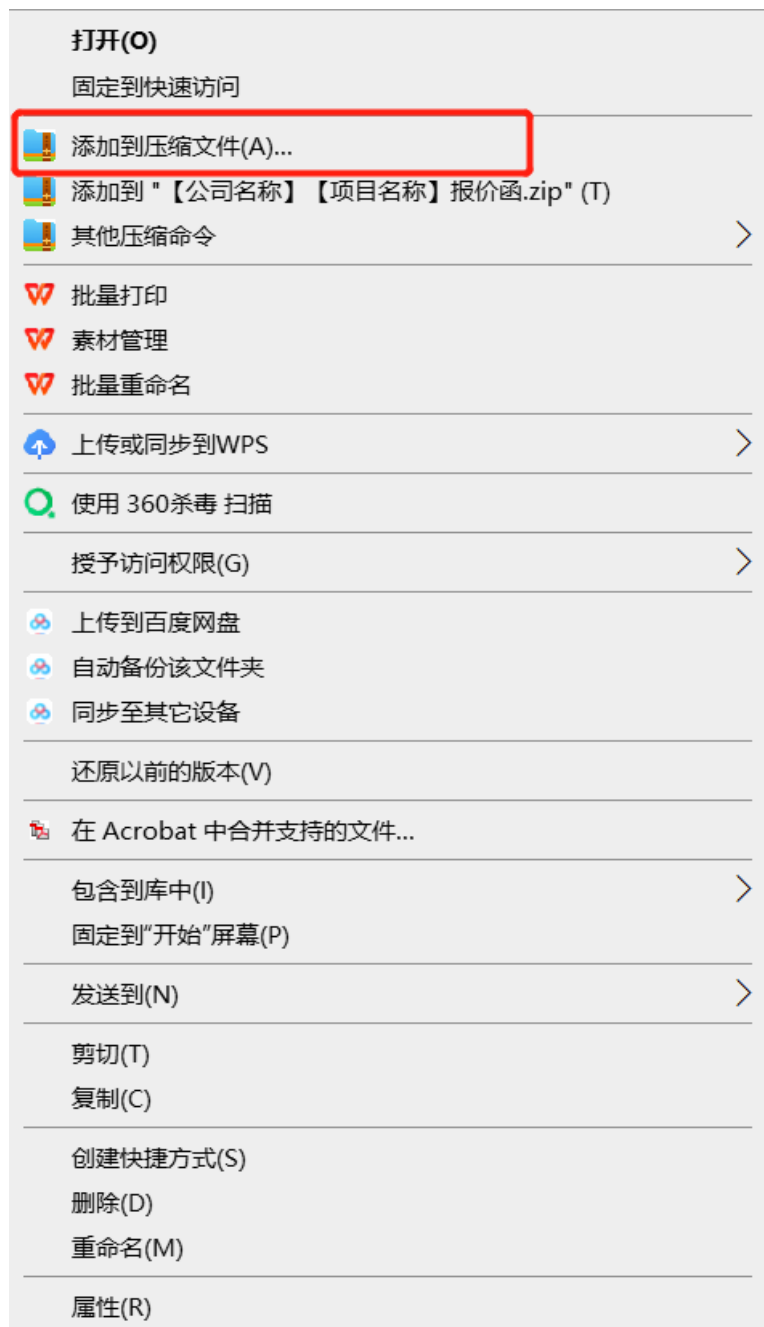 打开(O)
固定到快速访问
添加到压缩文件(A)...
添加到 "【公司名称】【项目名称】报价函.zip" (T)
其他压缩命令
批量打印
素材管理
批量重命名
上传或同步到WPS
使用 360杀毒 扫描
授予访问权限(G)
上传到百度网盘
自动备份该文件夹
同步至其它设备
还原以前的版本(V)
在 Acrobat 中合并支持的文件...
包含到库中(I)
固定到“开始”屏幕(P)
发送到(N)
剪切(T)
复制(C)
创建快捷方式(S)
删除(D)
重命名(M)
属性(R)